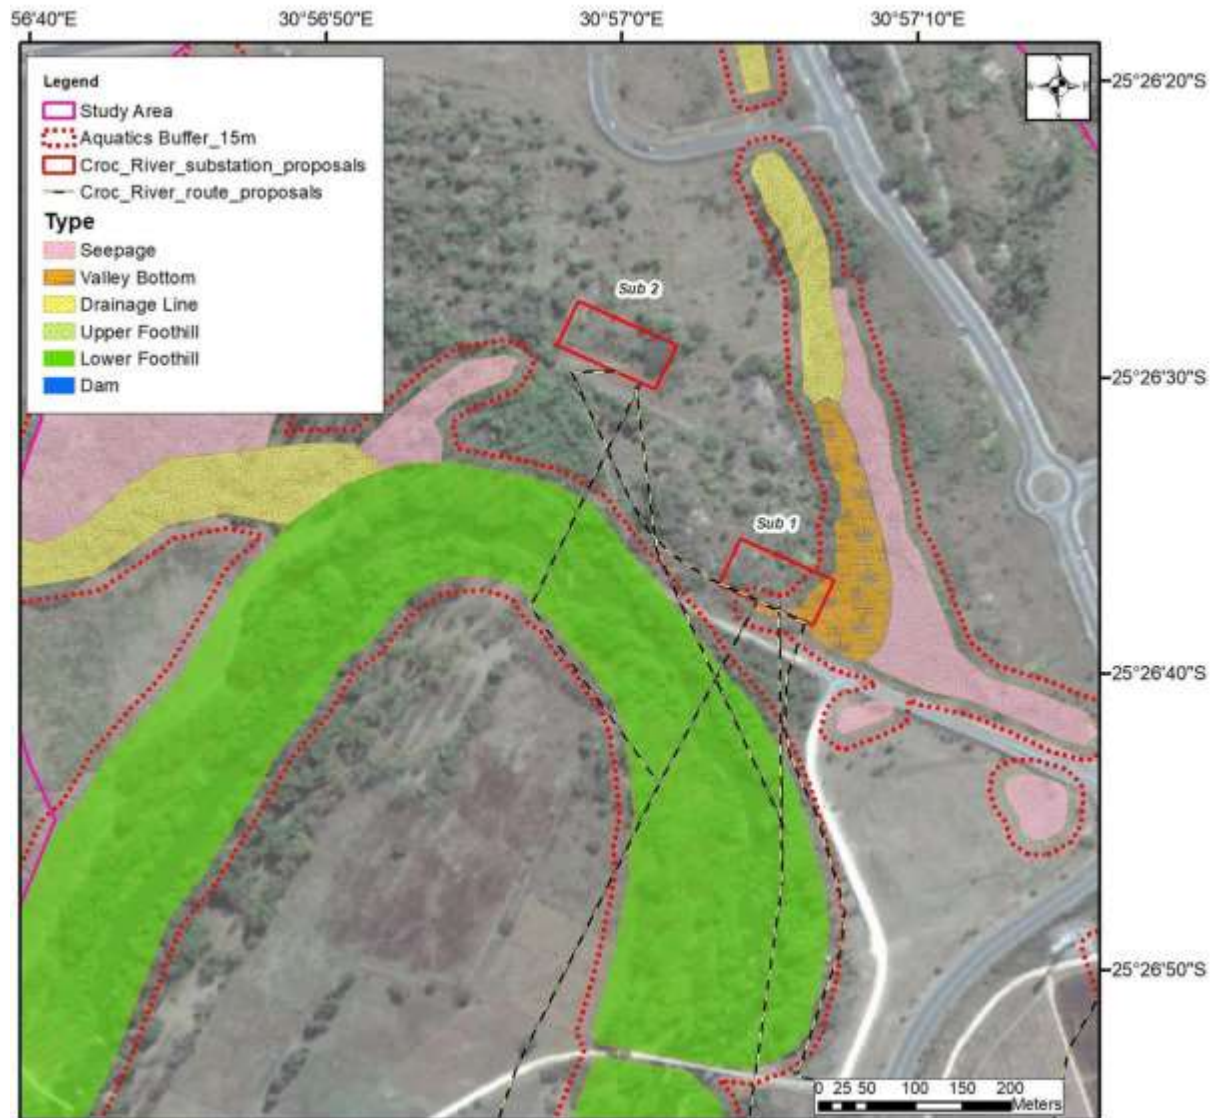 56'40"E 30°56'50"E 30°57'0"E 30°57'10"E
Legend
Study Area
Aquatics Buffer_15m
Croc_River_substation_proposals
Croc_River_route_proposals
Type
Seepage
Valley Bottom
Drainage Line
Upper Foothill
Lower Foothill
Dam
25°26'20"S
Sub 2
25°26'30"S
Sub 1
25°26'40"S
25°26'50"S
0 25 50 100 150 200
Meters